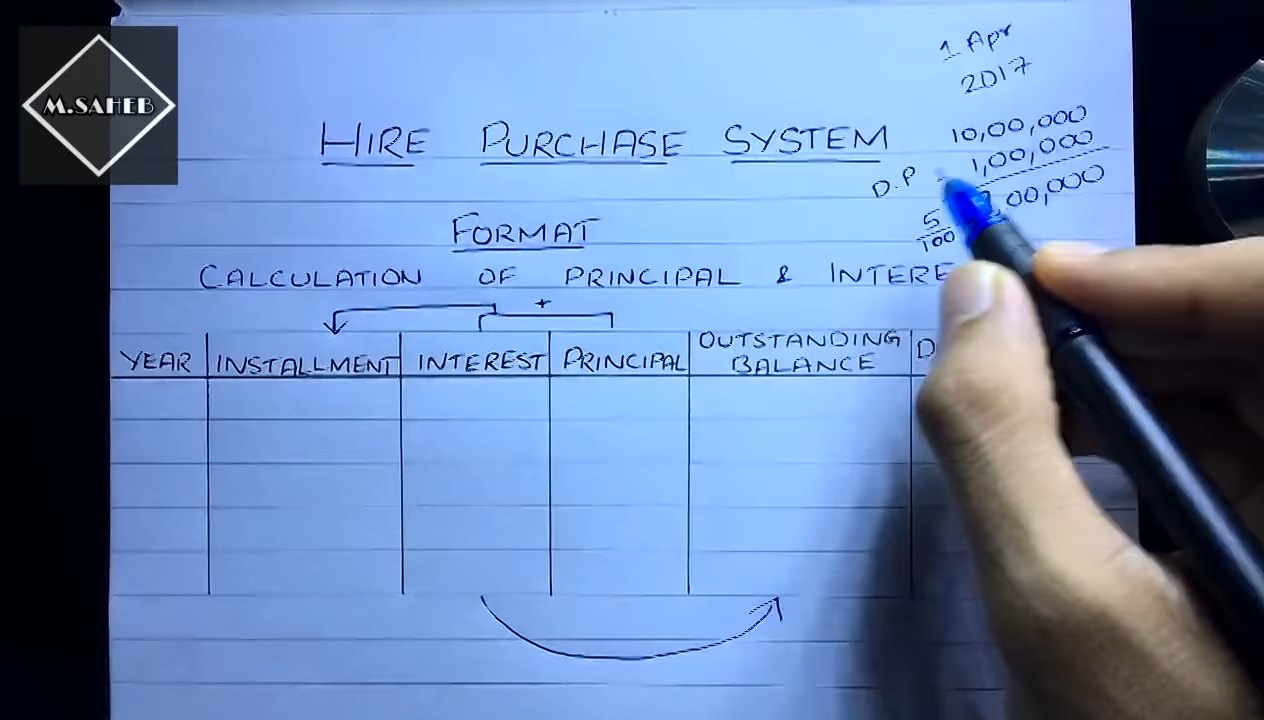 M.SAHEB
1 Apr
2017
HIRE PURCHASE SYSTEM
10,00,000
D.P - 1,00,000
,00,000
5
100
FORMAT
CALCULATION OF PRINCIPAL &
YEAR INSTALLMENT INTEREST PRINCIPAL OUTSTANDING BALANCE
+